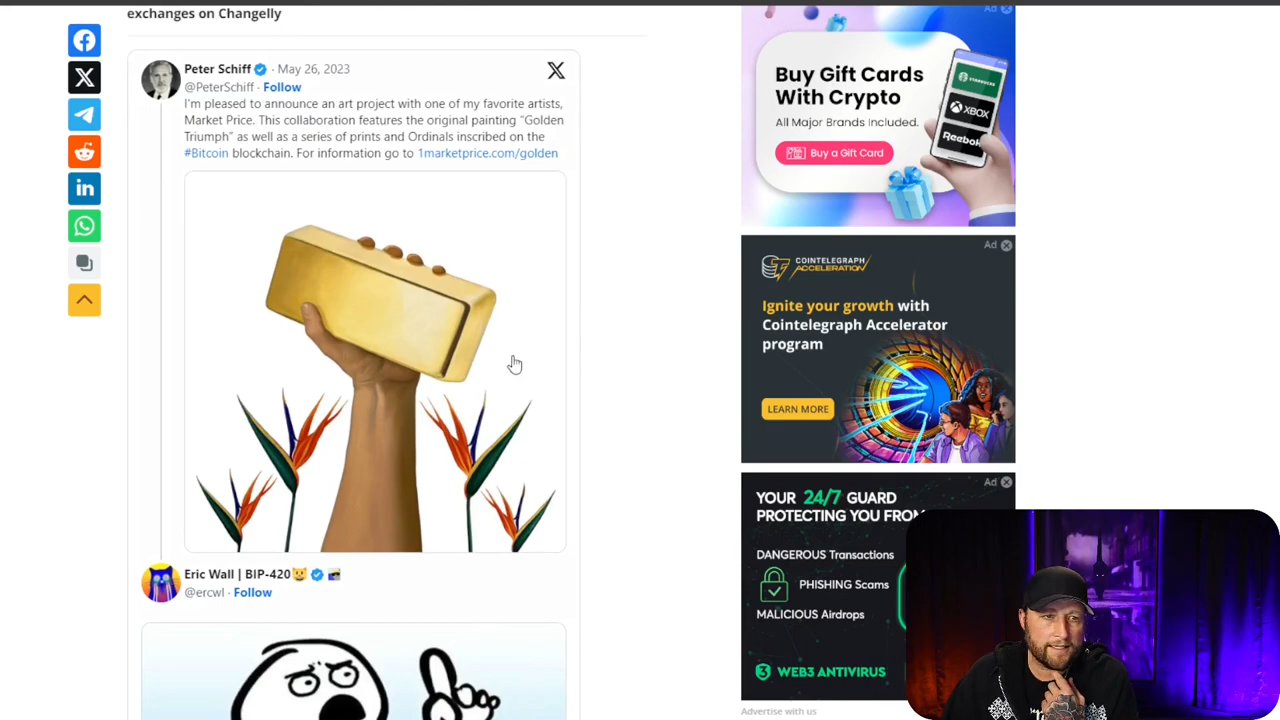 exchanges on Changelly
Peter Schiff · May 26, 2023
@PeterSchiff · Follow
I'm pleased to announce an art project with one of my favorite artists,
Market Price. This collaboration features the original painting “Golden
Triumph” as well as a series of prints and Ordinals inscribed on the
#Bitcoin blockchain. For information go to 1marketprice.com/golden
Eric Wall | BIP-420
@ercwl · Follow
Ad
Buy Gift Cards
With Crypto
All Major Brands Included.
Buy a Gift Card
XBOX
Reebok
Ad
COINTELEGRAPH
ACCELERATION
Ignite your growth with
Cointelegraph Accelerator
program
LEARN MORE
Ad
YOUR 24/7 GUARD
PROTECTING YOU FROM
DANGEROUS Transactions
PHISHING Scams
MALICIOUS Airdrops
WEB3 ANTIVIRUS
Advertise with us